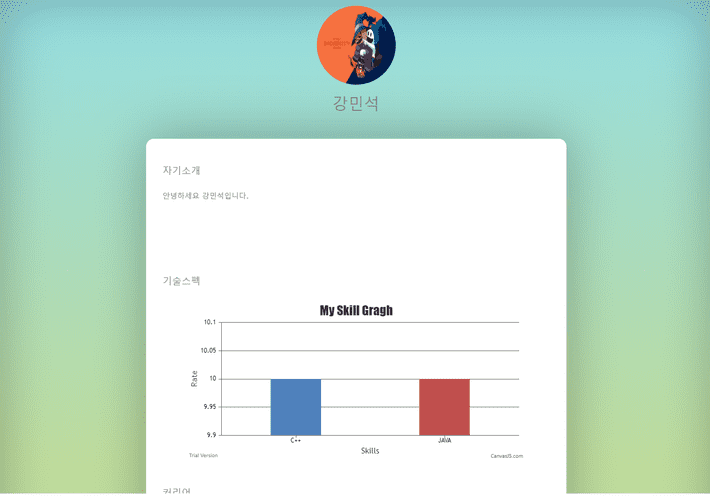 강민석
자기소개
안녕하세요 강민석입니다.
기술스펙
My Skill Gragh
10.1
10.05
10
9.95
9.9
Rate
C++
JAVA
Skills
Trial Version
CanvasJS.com
커리어